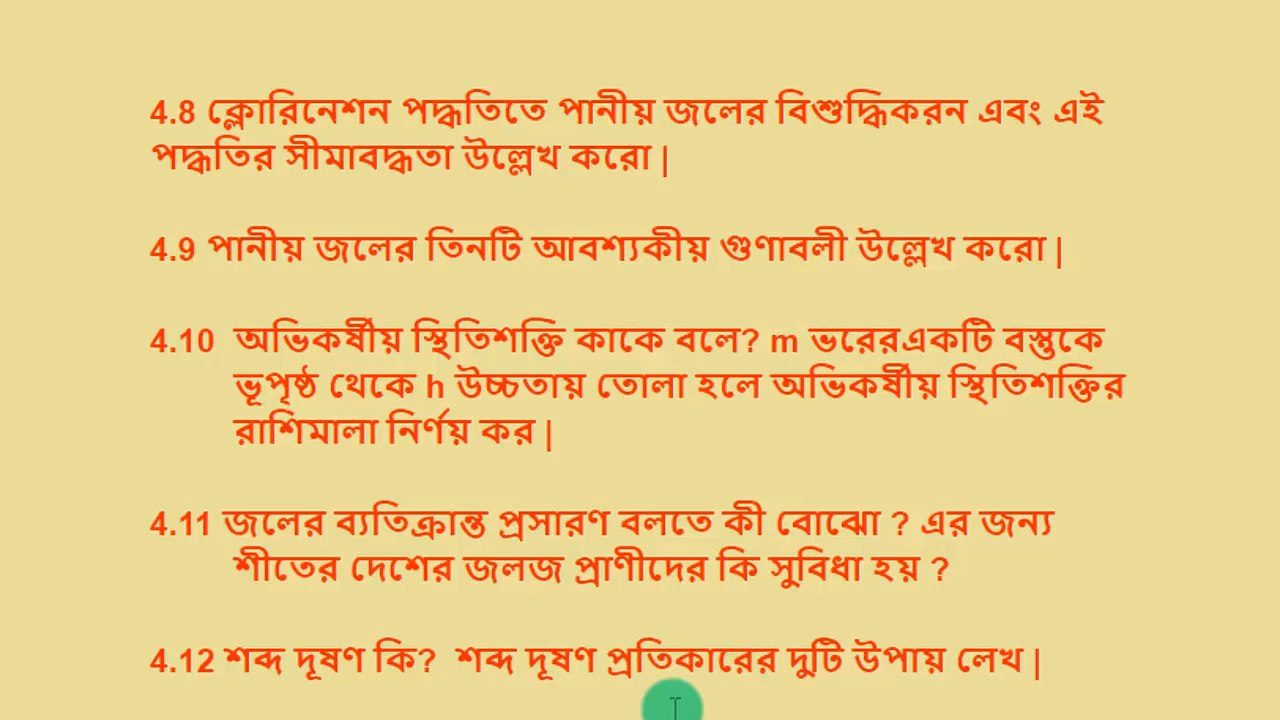 4.8 ক্লোরিনেশন পদ্ধতিতে পানীয় জলের বিশুদ্ধিকরন এবং এই
পদ্ধতির সীমাবদ্ধতা উল্লেখ করো |
4.9 পানীয় জলের তিনটি আবশ্যকীয় গুণাবলী উল্লেখ করো |
4.10 অভিকর্ষীয় স্থিতিশক্তি কাকে বলে? m ভরেরএকটি বস্তুকে
ভূপৃষ্ঠ থেকে h উচ্চতায় তোলা হলে অভিকর্ষীয় স্থিতিশক্তির
রাশিমালা নির্ণয় কর |
4.11 জলের ব্যতিক্রান্ত প্রসারণ বলতে কী বোঝো ? এর জন্য
শীতের দেশের জলজ প্রাণীদের কি সুবিধা হয় ?
4.12 শব্দ দূষণ কি? শব্দ দূষণ প্রতিকারের দুটি উপায় লেখ |